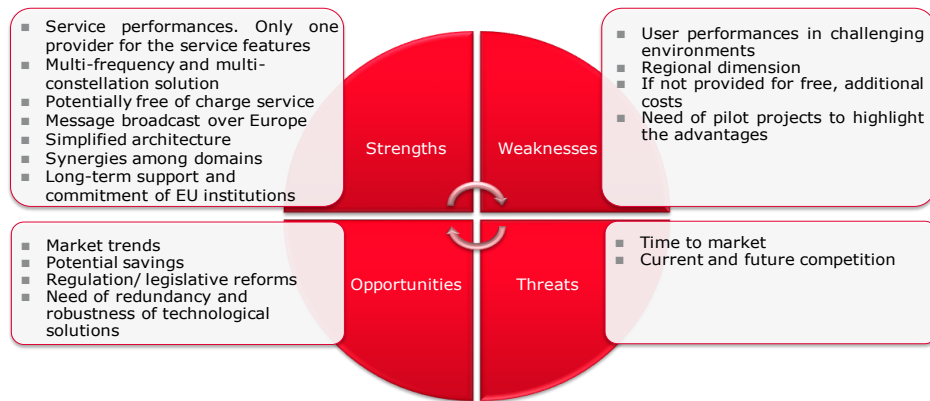 Service performances. Only one
provider for the service features
Multi-frequency and multi-
constellation solution
Potentially free of charge service
Message broadcast over Europe
Simplified architecture
Synergies among domains
Long-term support and
commitment of EU institutions
User performances in challenging
environments
Regional dimension
If not provided for free, additional
costs
Need of pilot projects to highlight
the advantages
Strengths
Weaknesses
Market trends
Potential savings
Regulation/ legislative reforms
Need of redundancy and
robustness of technological
solutions
Opportunities
Threats
Time to market
Current and future competition